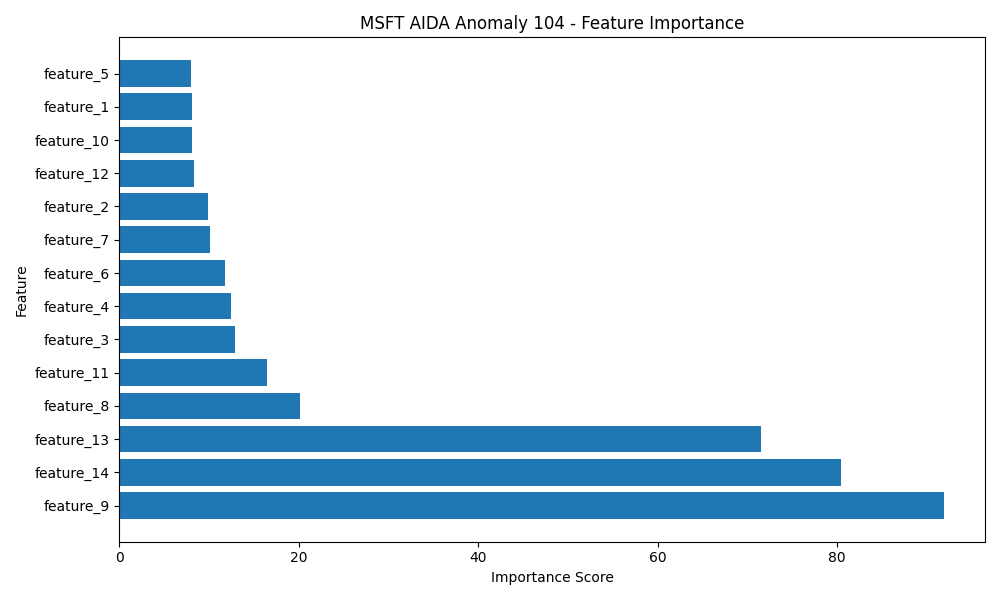 MSFT AIDA Anomaly 104 - Feature Importance
feature_5
feature_1
feature_10
feature_12
feature_2
feature_7
feature_6
feature_4
feature_3
feature_11
feature_8
feature_13
feature_14
feature_9
Feature
0 20 40 60 80
Importance Score